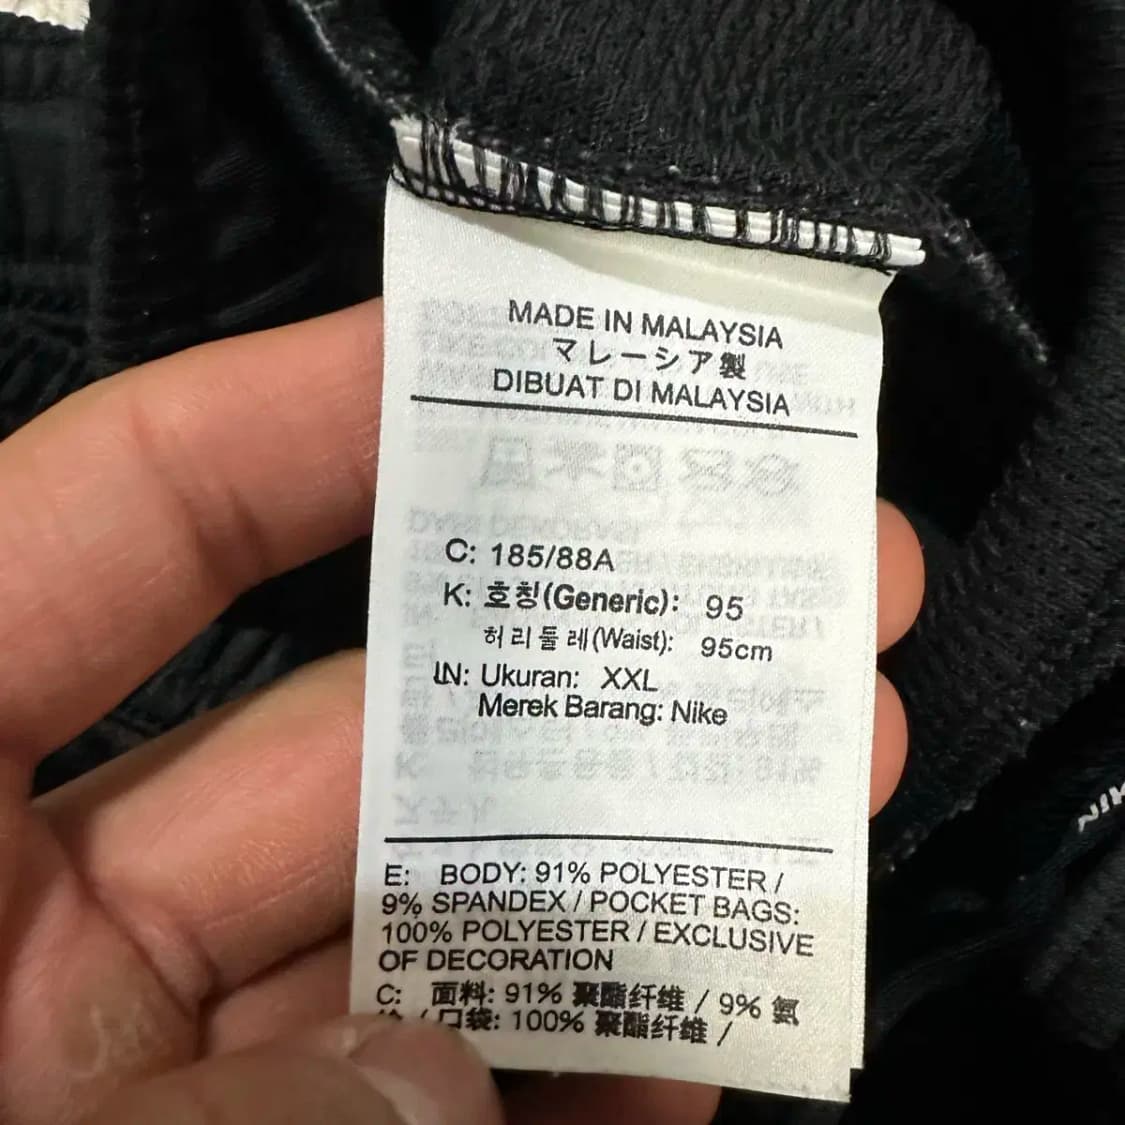 MADE IN MALAYSIA
マレーシア製
DIBUAT DI MALAYSIA
C: 185/88A
K: 호칭(Generic): 95
허리둘레(Waist): 95cm
IN: Ukuran: XXL
Merek Barang: Nike
E: BODY: 91% POLYESTER /
9% SPANDEX / POCKET BAGS:
100% POLYESTER / EXCLUSIVE
OF DECORATION
C: 面料: 91% 聚酯纤维 / 9% 氨
/ 口袋: 100% 聚酯纤维 /